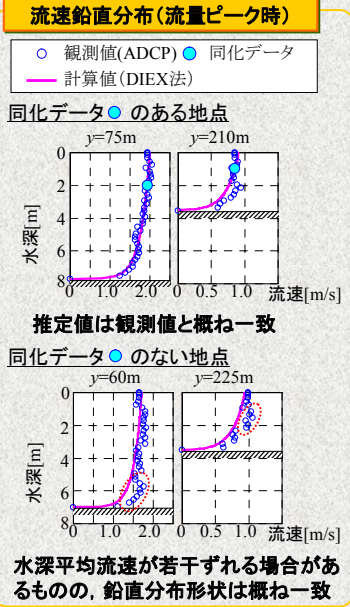 流速鉛直分布(流量ピーク時)
観測値(ADCP) 同化データ
計算値(DIEX法)
同化データ のある地点
y=75m y=210m
0
2
4
6
8
水深[m]
0 1.0 2.0 0 0.5 1.0 流速[m/s]
推定値は観測値と概ね一致
同化データ のない地点
y=60m y=225m
0
2
4
6
8
水深[m]
0 1.0 2.0 0 0.5 1.0 流速[m/s]
水深平均流速が若干ずれる場合があ
るものの，鉛直分布形状は概ね一致